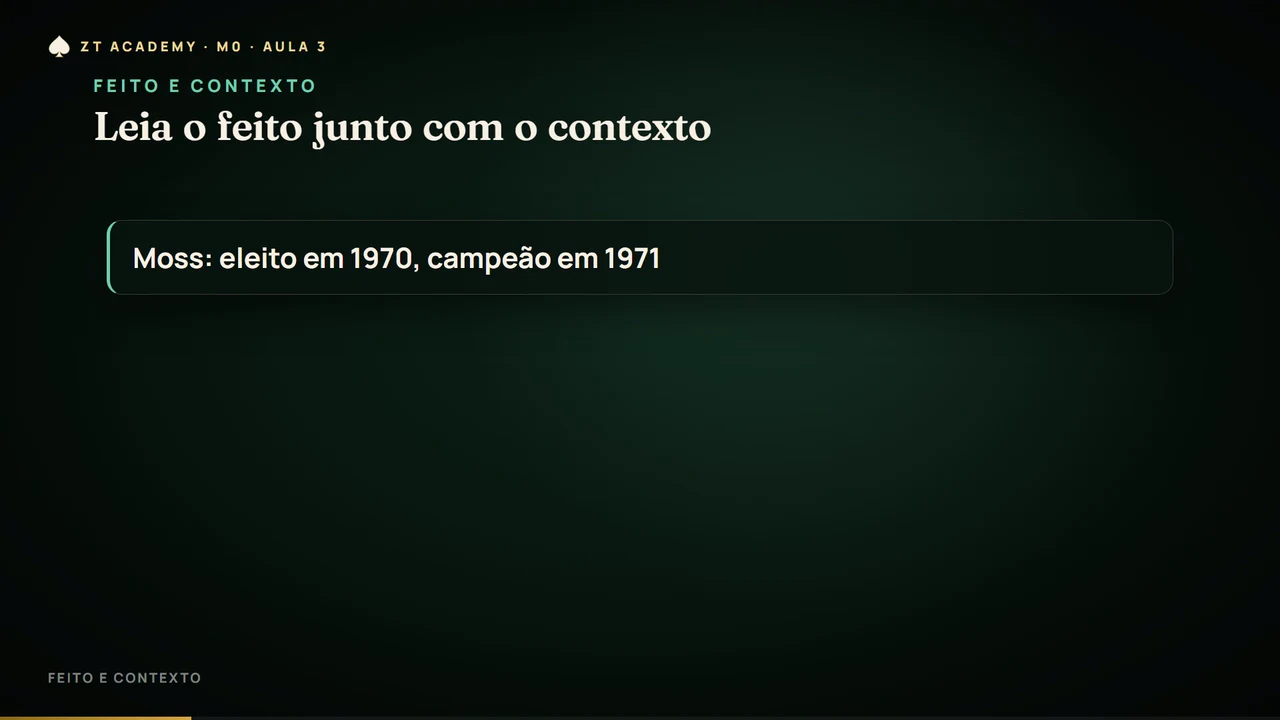 ZT ACADEMY · M0 · AULA 3
FEITO E CONTEXTO
Leia o feito junto com o contexto
Moss: eleito em 1970, campeão em 1971
FEITO E CONTEXTO